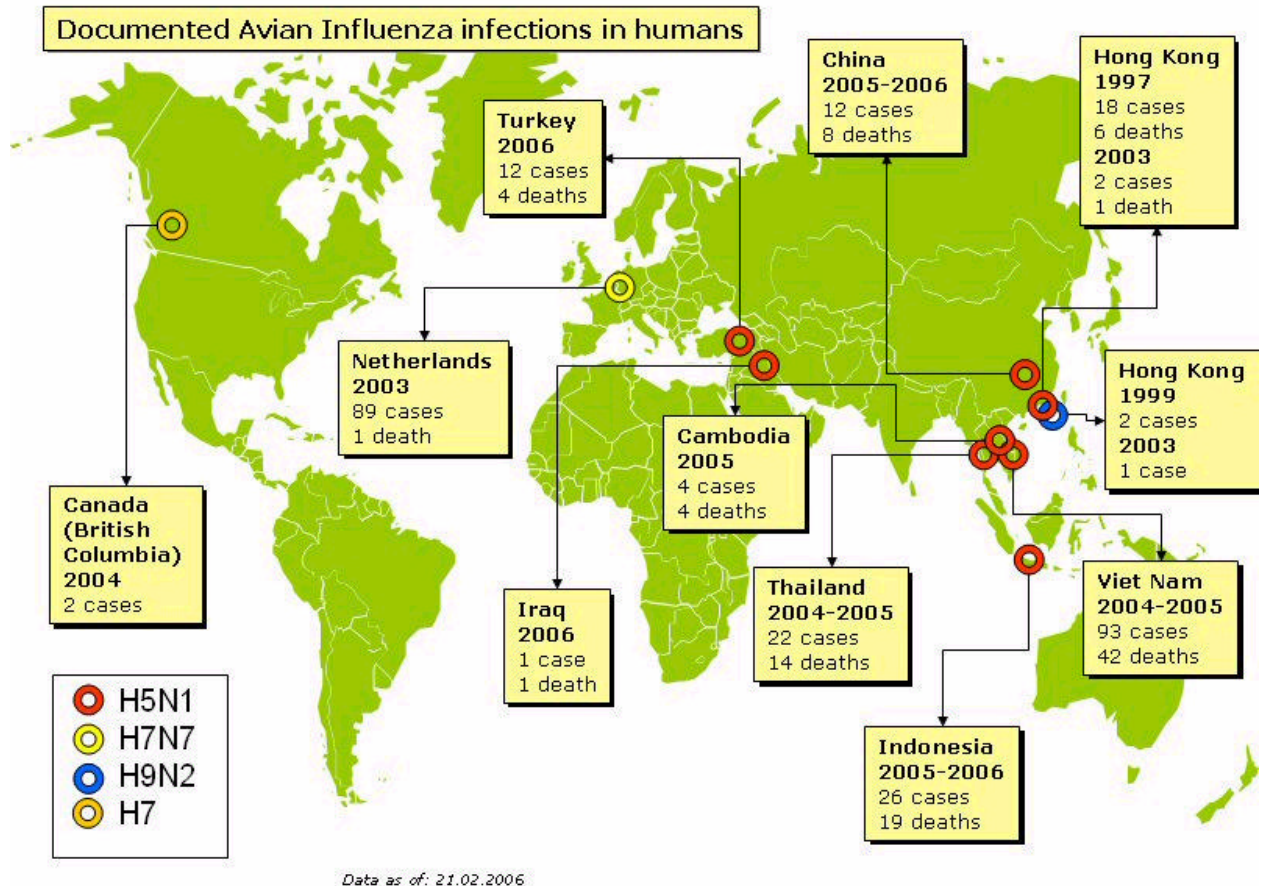 Documented Avian Influenza infections in humans
China
2005-2006
12 cases
8 deaths
Hong Kong
1997
18 cases
6 deaths
2003
2 cases
1 death
Turkey
2006
12 cases
4 deaths
Netherlands
2003
89 cases
1 death
Hong Kong
1999
2 cases
2003
1 case
Cambodia
2005
4 cases
4 deaths
Canada
(British
Columbia)
2004
2 cases
Iraq
2006
1 case
1 death
Thailand
2004-2005
22 cases
14 deaths
Viet Nam
2004-2005
93 cases
42 deaths
Indonesia
2005-2006
26 cases
19 deaths
H5N1
H7N7
H9N2
H7
Data as of: 21.02.2006